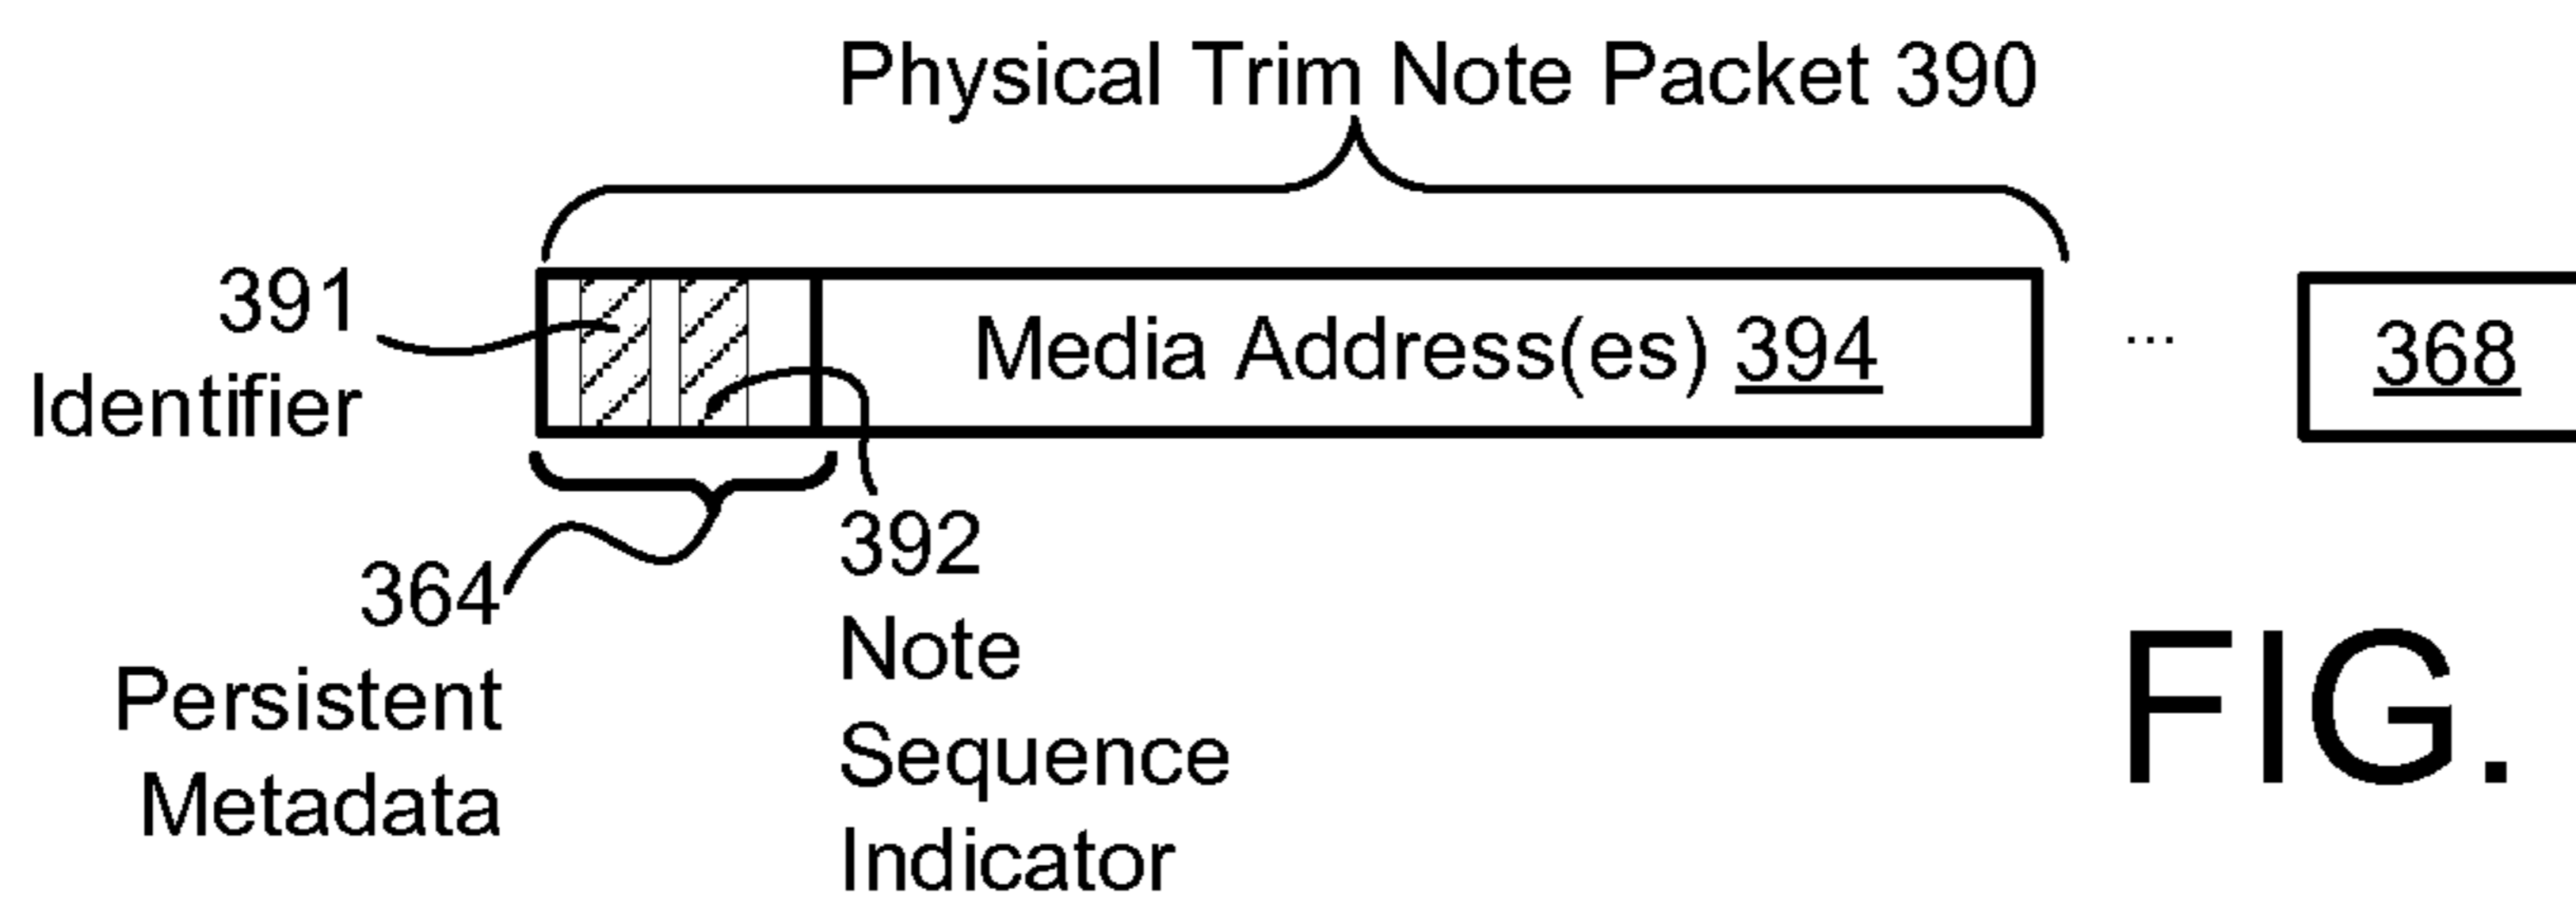 Physical Trim Note Packet 390
391
Identifier
Media Address(es) 394
...
368
364
Persistent
Metadata
392
Note
Sequence
Indicator
FIG.